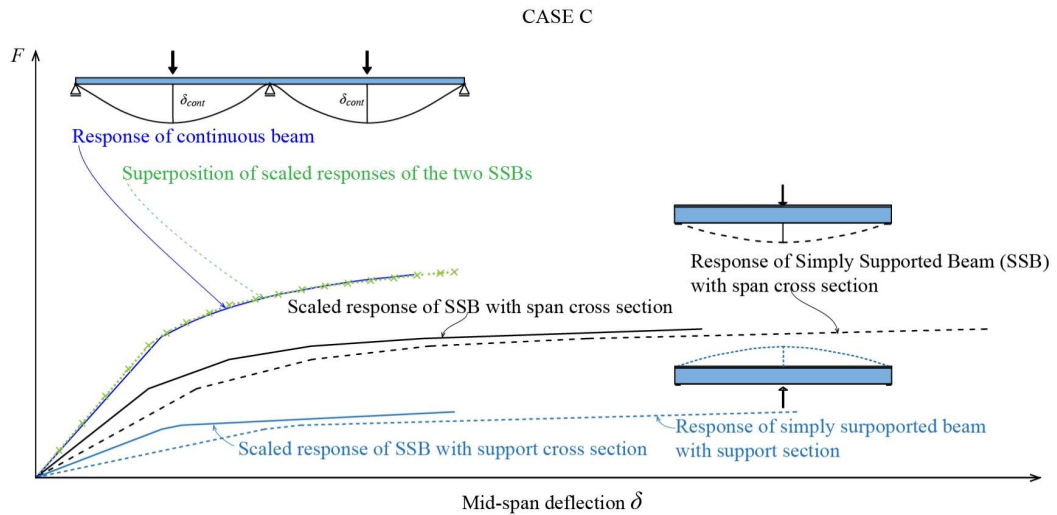 CASE C
F
δcont
δcont
Response of continuous beam
Superposition of scaled responses of the two SSBs
Response of Simply Supported Beam (SSB)
with span cross section
Scaled response of SSB with span cross section
Response of simply surpoported beam
with support section
Scaled response of SSB with support cross section
Mid-span deflection δ